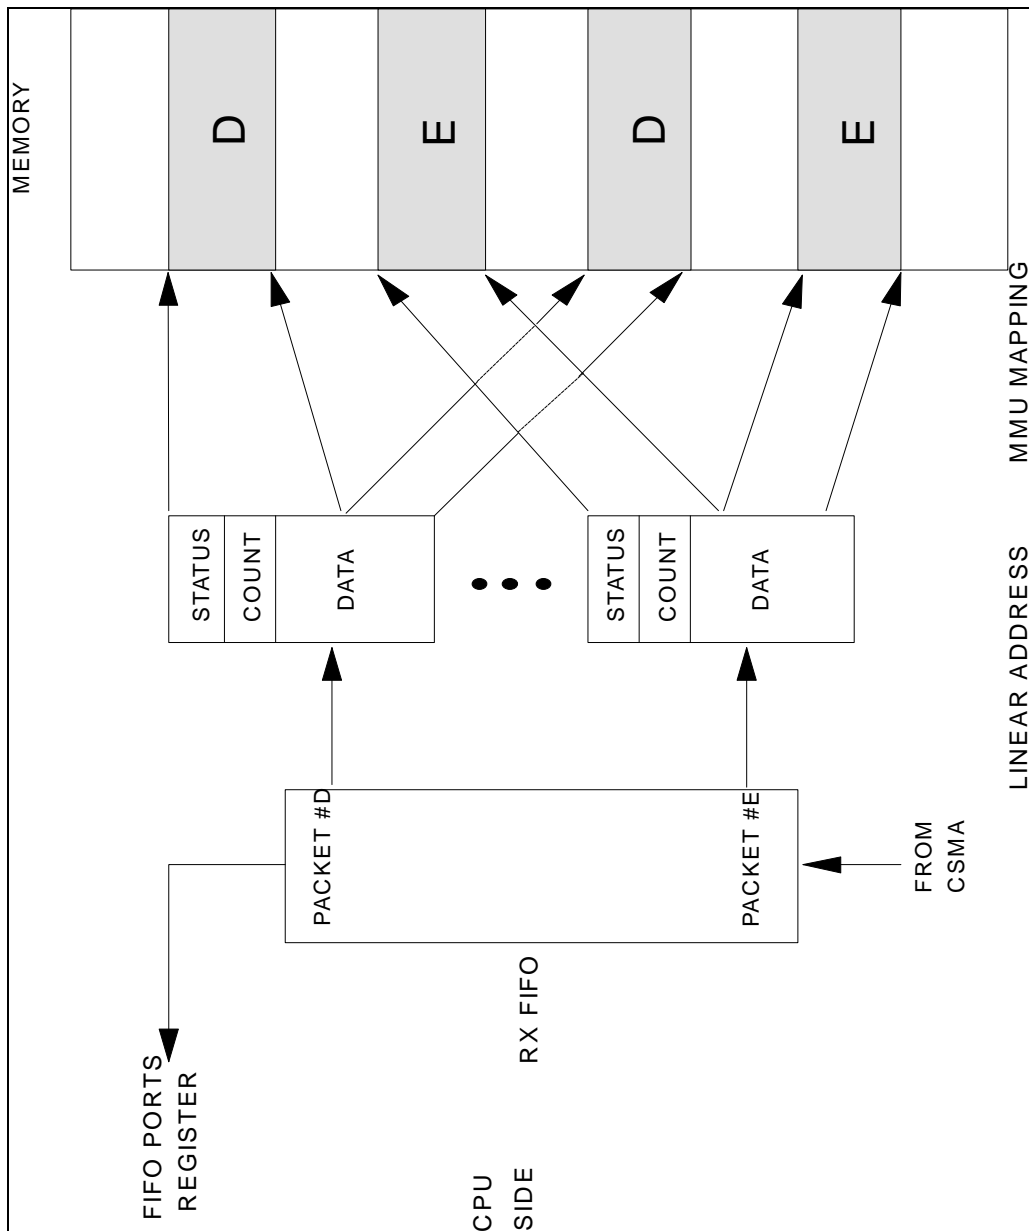 FIFO PORTS
REGISTER
CPU
SIDE
RX FIFO
PACKET #D
PACKET #E
FROM
CSMA
STATUS
COUNT
DATA
STATUS
COUNT
DATA
LINEAR ADDRESS
MMU MAPPING
MEMORY
D
E
D
E